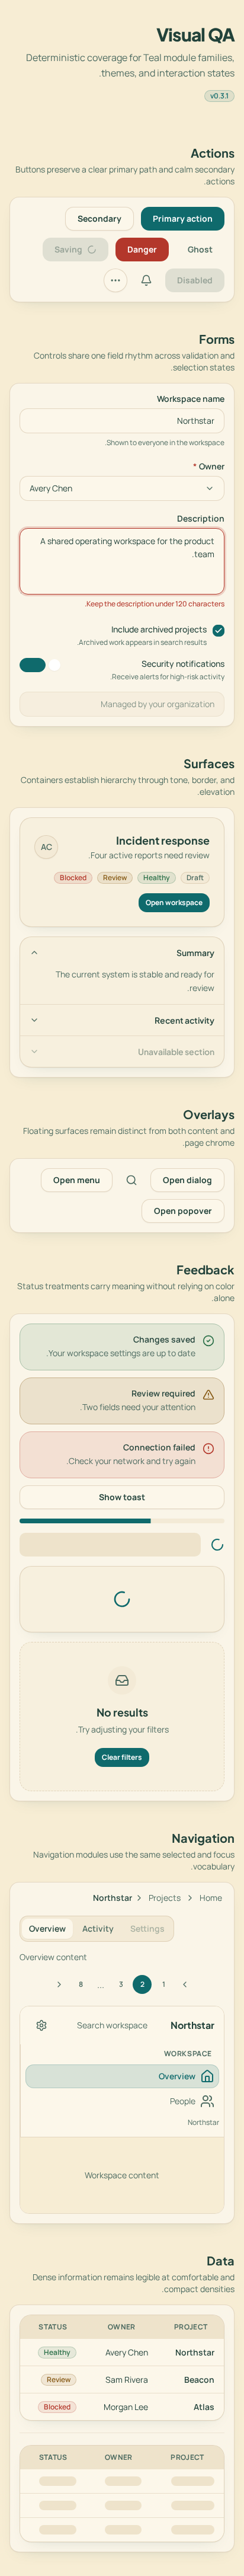 Visual QA
Deterministic coverage for Teal module families,
themes, and interaction states.
v0.3.1
Actions
Buttons preserve a clear primary path and calm secondary
actions.
Primary action
Secondary
Ghost
Danger
Saving
Disabled
Forms
Controls share one field rhythm across validation and
selection states.
Workspace name
Northstar
Shown to everyone in the workspace.
Owner *
Avery Chen
Description
A shared operating workspace for the product
team.
Keep the description under 120 characters.
Include archived projects
Archived work appears in search results.
Security notifications
Receive alerts for high-risk activity.
Managed by your organization
Surfaces
Containers establish hierarchy through tone, border, and
elevation.
Incident response
Four active reports need review.
AC
Draft
Healthy
Review
Blocked
Open workspace
Summary
The current system is stable and ready for
review.
Recent activity
Unavailable section
Overlays
Floating surfaces remain distinct from both content and
page chrome.
Open dialog
Open menu
Open popover
Feedback
Status treatments carry meaning without relying on color
alone.
Changes saved
Your workspace settings are up to date.
Review required
Two fields need your attention.
Connection failed
Check your network and try again.
Show toast
No results
Try adjusting your filters.
Clear filters
Navigation
Navigation modules use the same selected and focus
vocabulary.
Home
Projects
Northstar
Overview
Activity
Settings
Overview content
1
2
3
...
8
Northstar
Search workspace
WORKSPACE
Overview
People
Northstar
Workspace content
Data
Dense information remains legible at comfortable and
compact densities.
PROJECT OWNER STATUS
Northstar Avery Chen Healthy
Beacon Sam Rivera Review
Atlas Morgan Lee Blocked
PROJECT OWNER STATUS